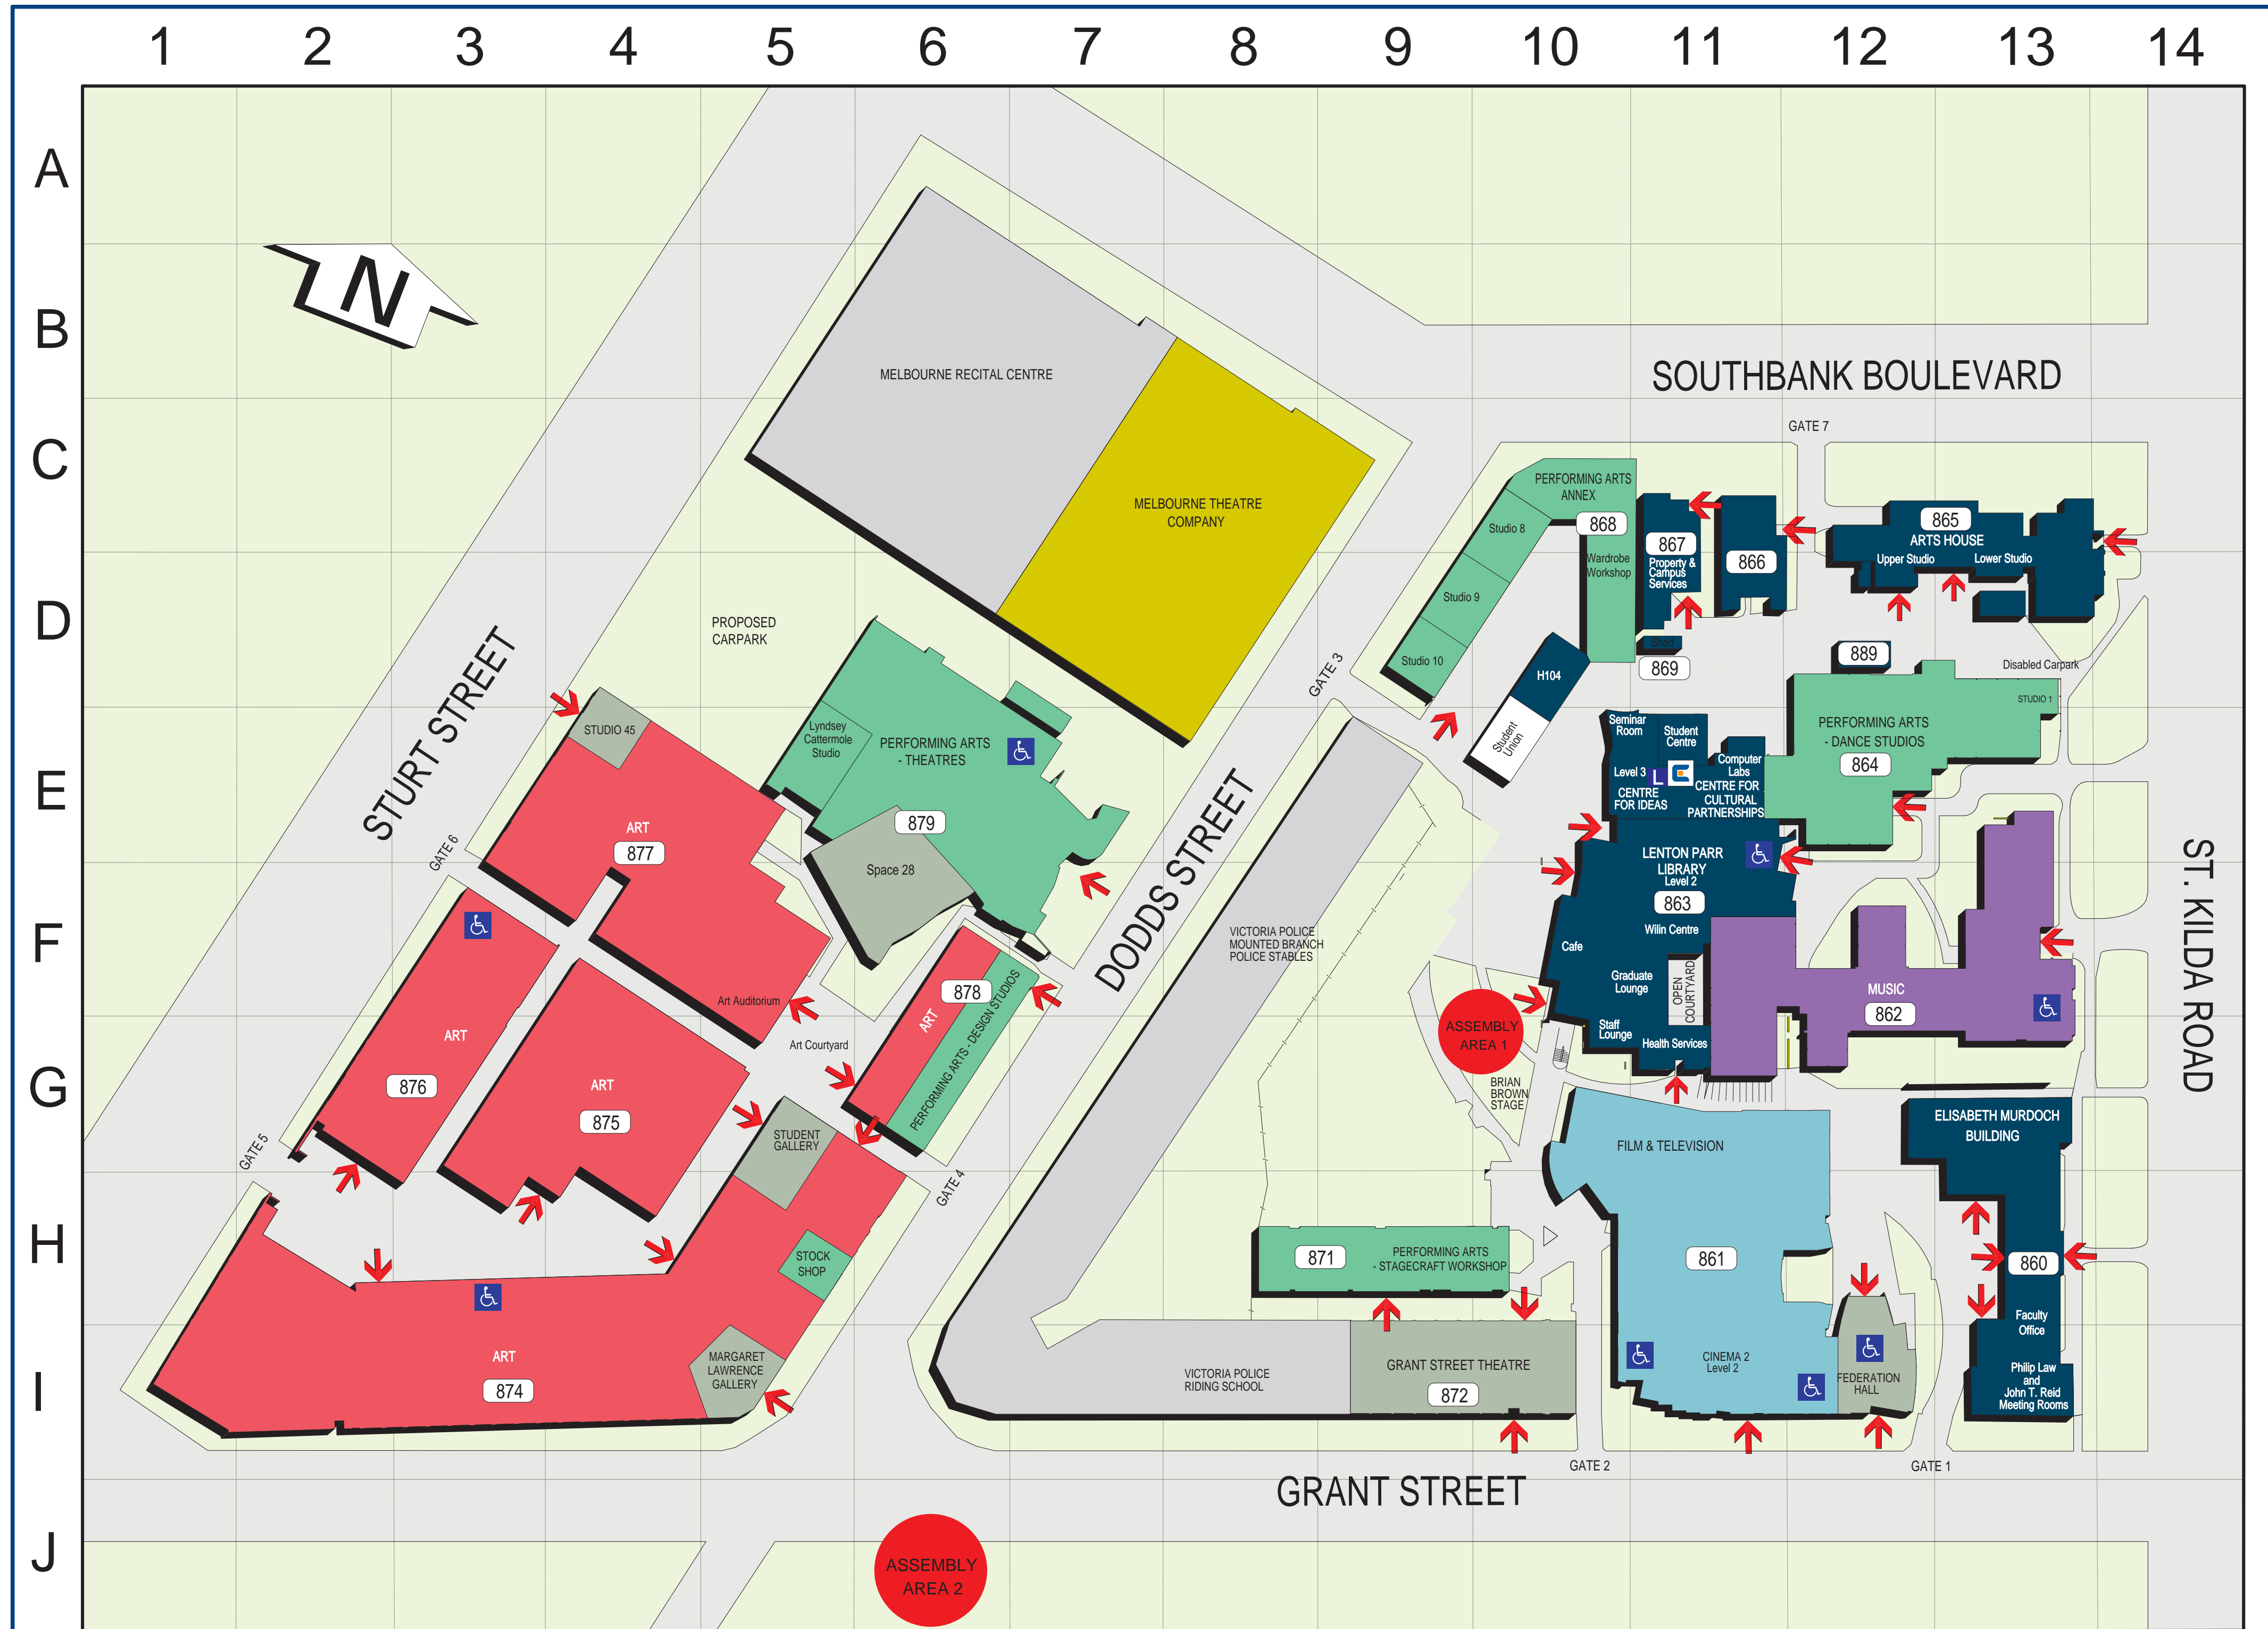 1 2 3 4 5 6 7 8 9 10 11 12 13 14
A
B
C
D
E
F
G
H
I
J
N
MELBOURNE RECITAL CENTRE
SOUTHBANK BOULEVARD
GATE 7
MELBOURNE THEATRE
COMPANY
PERFORMING ARTS
ANNEX
868
Studio 8
Wardrobe
Workshop
Studio 9
Studio 10
867
Property &
Campus
Services
866
865
ARTS HOUSE
Upper Studio
Lower Studio
Shed
869
889
Disabled Carpark
H104
Student
Union
GATE 3
PROPOSED
CARPARK
STURT STREET
STUDIO 45
Lyndsey
Cattermole
Studio
PERFORMING ARTS
- THEATRES
879
Space 28
ART
877
GATE 6
DODDS STREET
Seminar
Room
Student
Centre
Computer
Labs
Level 3
L
CENTRE
FOR IDEAS
CENTRE FOR
CULTURAL
PARTNERSHIPS
STUDIO 1
PERFORMING ARTS
- DANCE STUDIOS
864
LENTON PARR
LIBRARY
Level 2
863
Wilin Centre
Cafe
Graduate
Lounge
OPEN
COURTYARD
Staff
Lounge
Health Services
MUSIC
862
ST. KILDA ROAD
VICTORIA POLICE
MOUNTED BRANCH
POLICE STABLES
ASSEMBLY
AREA 1
BRIAN
BROWN
STAGE
Art Auditorium
Art Courtyard
878
ART
PERFORMING ARTS - DESIGN STUDIOS
ART
876
ART
875
GATE 5
STUDENT
GALLERY
GATE 4
STOCK
SHOP
MARGARET
LAWRENCE
GALLERY
ART
874
FILM & TELEVISION
861
CINEMA 2
Level 2
FEDERATION
HALL
ELISABETH MURDOCH
BUILDING
860
Faculty
Office
Philip Law
and
John T. Reid
Meeting Rooms
871
PERFORMING ARTS
- STAGECRAFT WORKSHOP
VICTORIA POLICE
RIDING SCHOOL
GRANT STREET THEATRE
872
GATE 2
GATE 1
GRANT STREET
ASSEMBLY
AREA 2